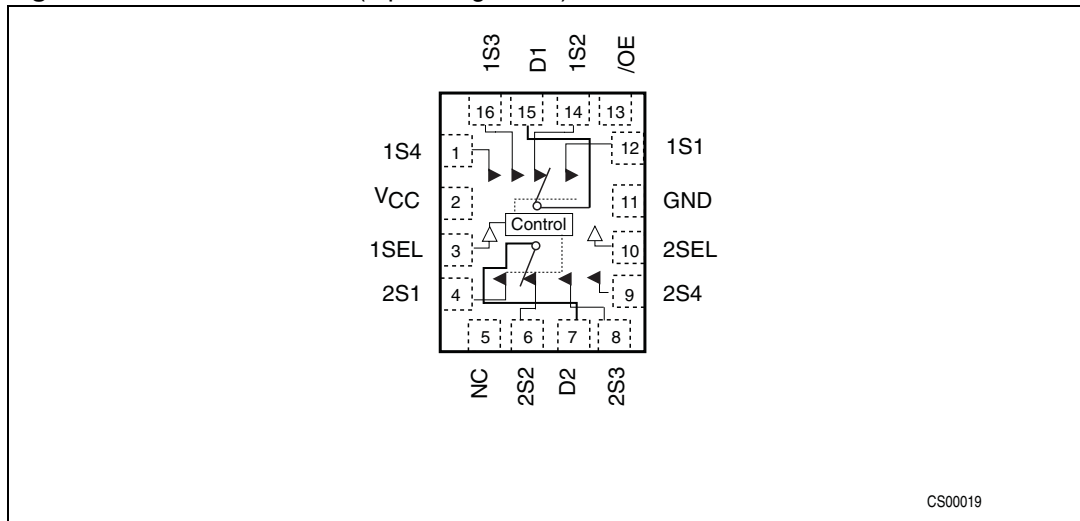 1S3 D1 1S2 /OE
16 15 14 13
1S4 1 12 1S1
VCC 2 11 GND
Control
1SEL 3 10 2SEL
2S1 4 9 2S4
5 6 7 8
NC 2S2 D2 2S3
CS00019